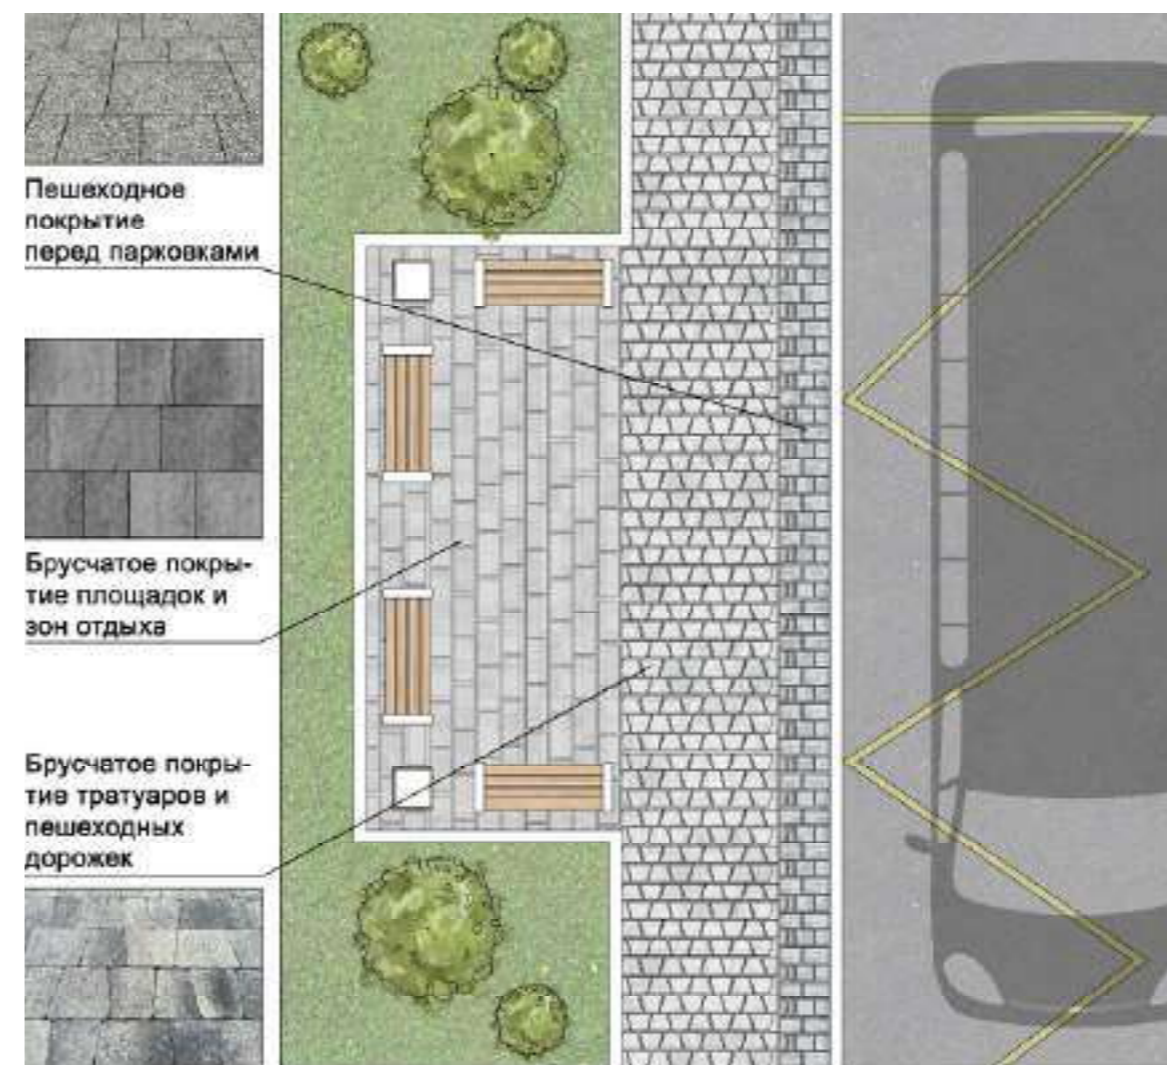 Пешеходное
покрытие
перед парковками
Брусчатое покры-
тие площадок и
зон отдыха
Брусчатое покры-
тие тратуаров и
пешеходных
дорожек